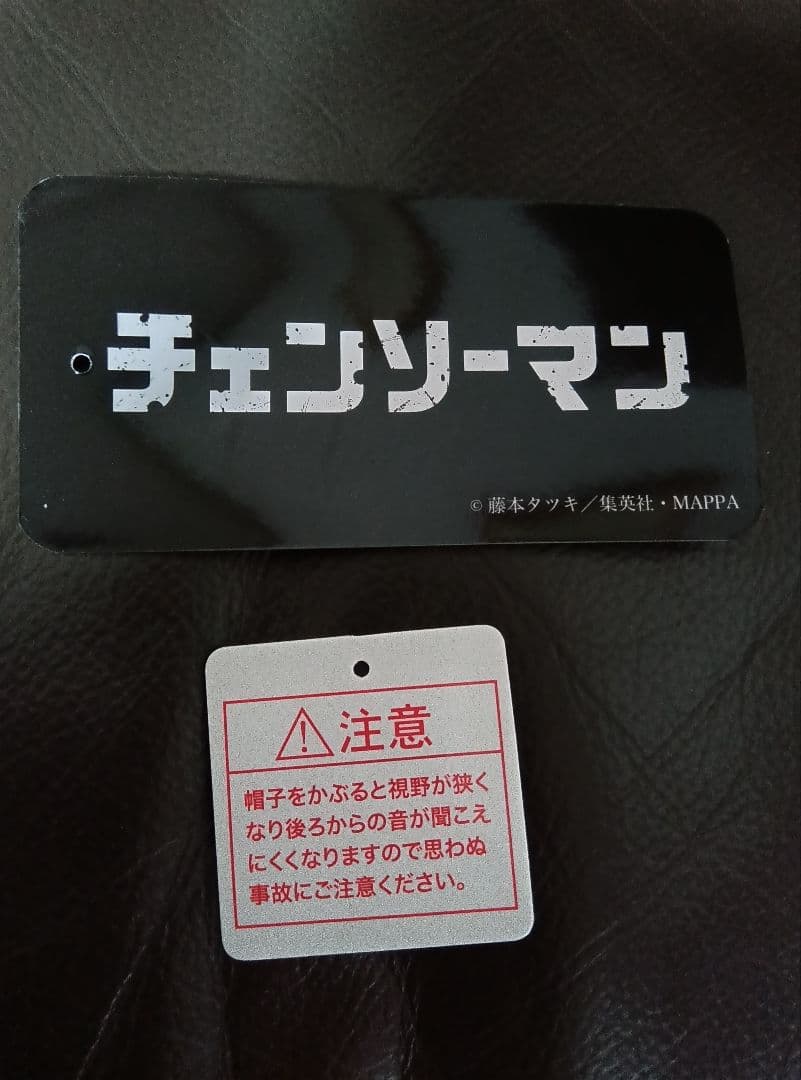 チェンソーマン
© 藤本タツキ／集英社・MAPPA
注意
帽子をかぶると視野が狭く
なり後ろからの音が聞こえ
にくくなりますので思わぬ
事故にご注意ください。